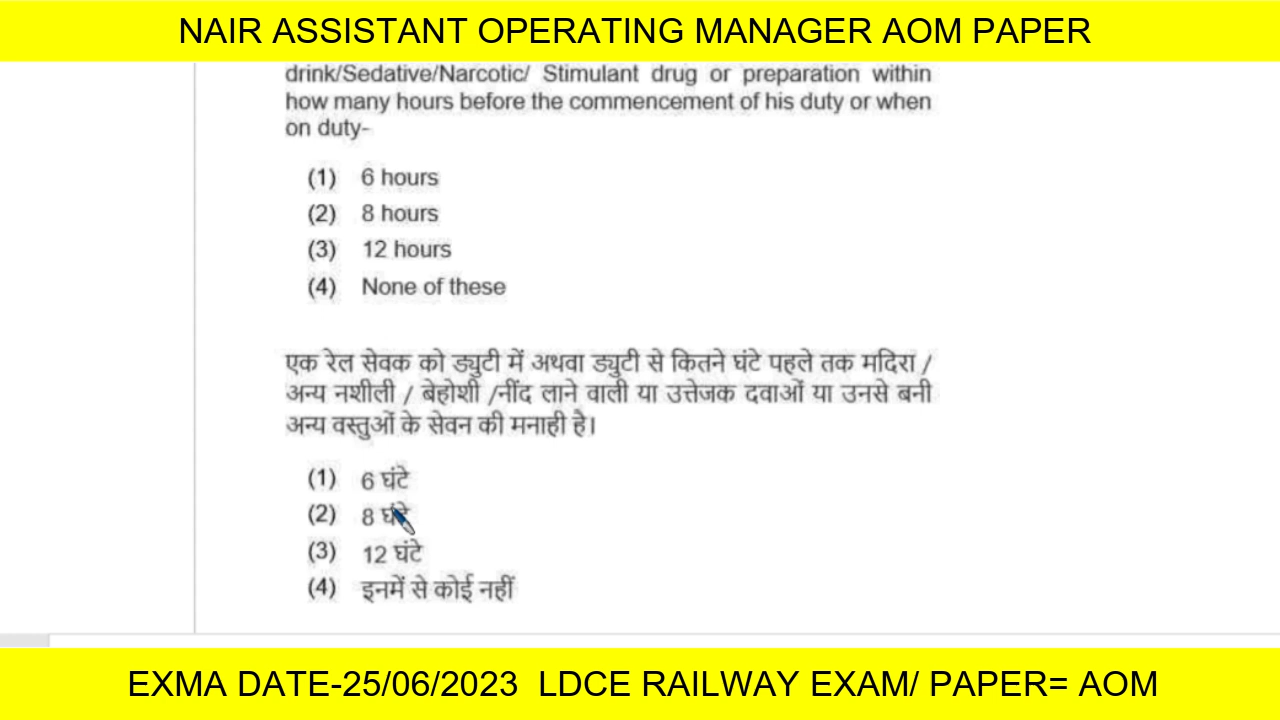 NAIR ASSISTANT OPERATING MANAGER AOM PAPER
drink/Sedative/Narcotic/ Stimulant drug or preparation within
how many hours before the commencement of his duty or when
on duty-
(1) 6 hours
(2) 8 hours
(3) 12 hours
(4) None of these
एक रेल सेवक को ड्युटी में अथवा ड्युटी से कितने घंटे पहले तक मदिरा /
अन्य नशीली / बेहोशी /नींद लाने वाली या उत्तेजक दवाओं या उनसे बनी
अन्य वस्तुओं के सेवन की मनाही है।
(1) 6 घंटे
(2) 8 घंटे
(3) 12 घंटे
(4) इनमें से कोई नहीं
EXMA DATE-25/06/2023 LDCE RAILWAY EXAM/ PAPER= AOM